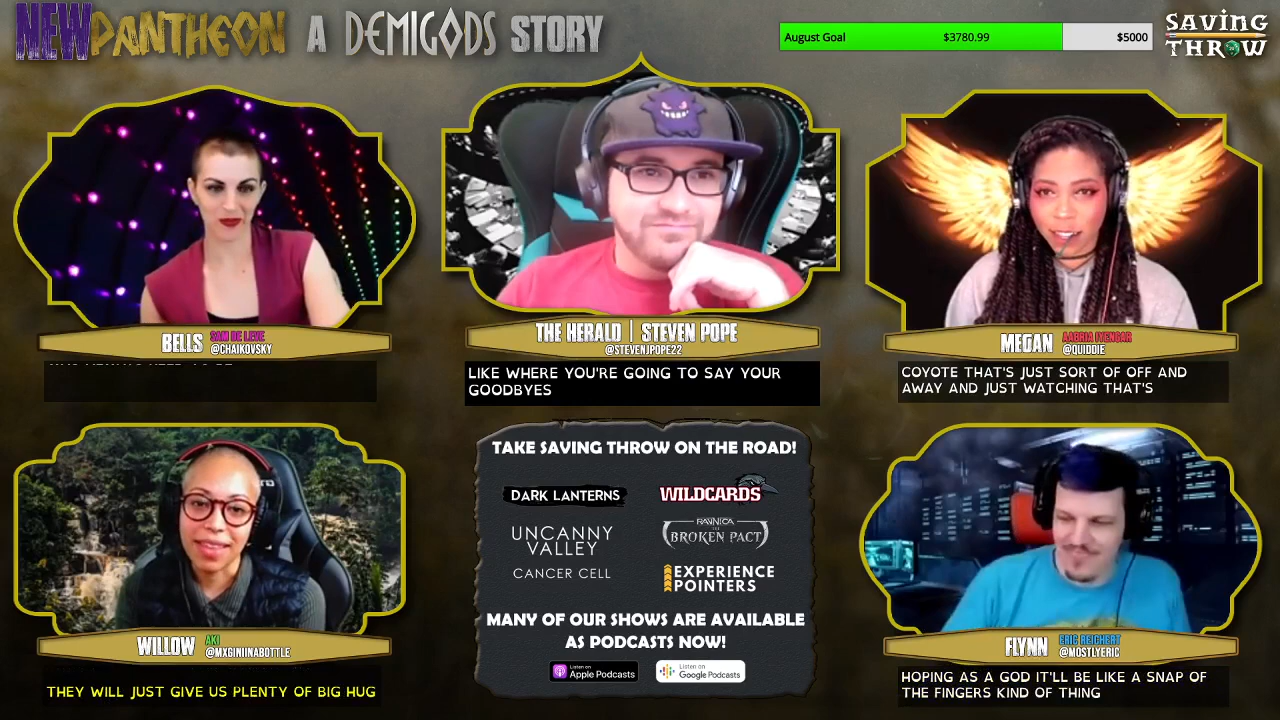 NEW PANTHEON A DEMIGODS STORY
August Goal $3780.99 $5000
SAVING
THROW
BELLS SAM DE LEVE
@CHAIKOVSKY
THE HERALD | STEVEN POPE
@STEVENJPOPE22
LIKE WHERE YOU'RE GOING TO SAY YOUR
GOODBYES
MEGAN AABRIA IYENGAR
@QUIDDIE
COYOTE THAT'S JUST SORT OF OFF AND
AWAY AND JUST WATCHING THAT'S
WILLOW AKI
@MXGINIINABOTTLE
THEY WILL JUST GIVE US PLENTY OF BIG HUG
TAKE SAVING THROW ON THE ROAD!
DARK LANTERNS
WILDCARDS
UNCANNY
VALLEY
RAVNICA
BROKEN PACT
CANCER CELL
EXPERIENCE
POINTERS
MANY OF OUR SHOWS ARE AVAILABLE
AS PODCASTS NOW!
Listen on
Apple Podcasts
Listen on
Google Podcasts
FLYNN ERIC REICHERT
@MOSTLYERIC
HOPING AS A GOD IT'LL BE LIKE A SNAP OF
THE FINGERS KIND OF THING